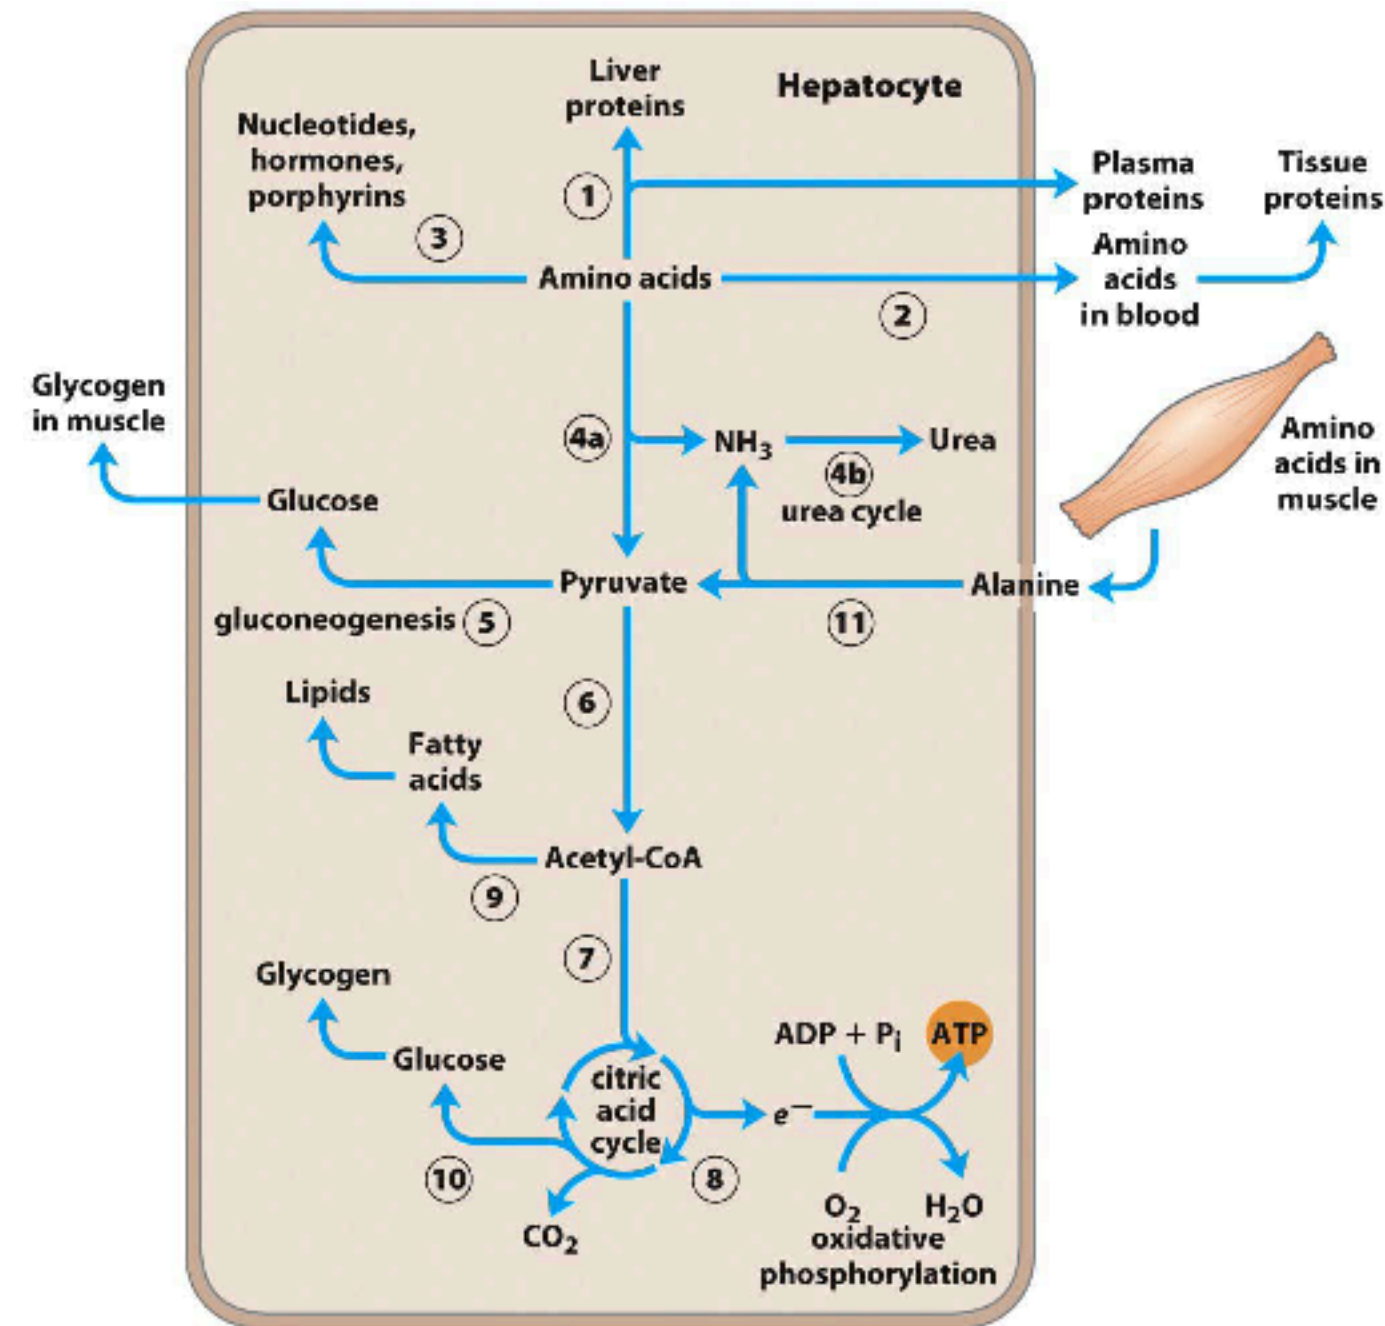 Liver
proteins
Hepatocyte
Nucleotides,
hormones,
porphyrins
Plasma
proteins
Tissue
proteins
1
3
Amino acids
Amino
acids
in blood
2
Glycogen
in muscle
4a
NH₃
Urea
4b
urea cycle
Amino
acids in
muscle
Glucose
Pyruvate
Alanine
gluconeogenesis 5
11
6
Lipids
Fatty
acids
Acetyl-CoA
9
7
Glycogen
Glucose
ADP + Pi
ATP
citric
acid
cycle
e⁻
10
8
CO₂
O₂
H₂O
oxidative
phosphorylation